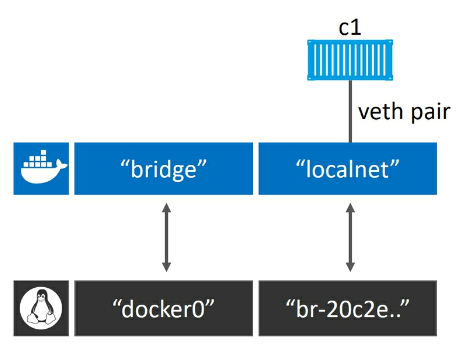 c1
veth pair
“bridge”
“localnet”
“docker0”
“br-20c2e..”